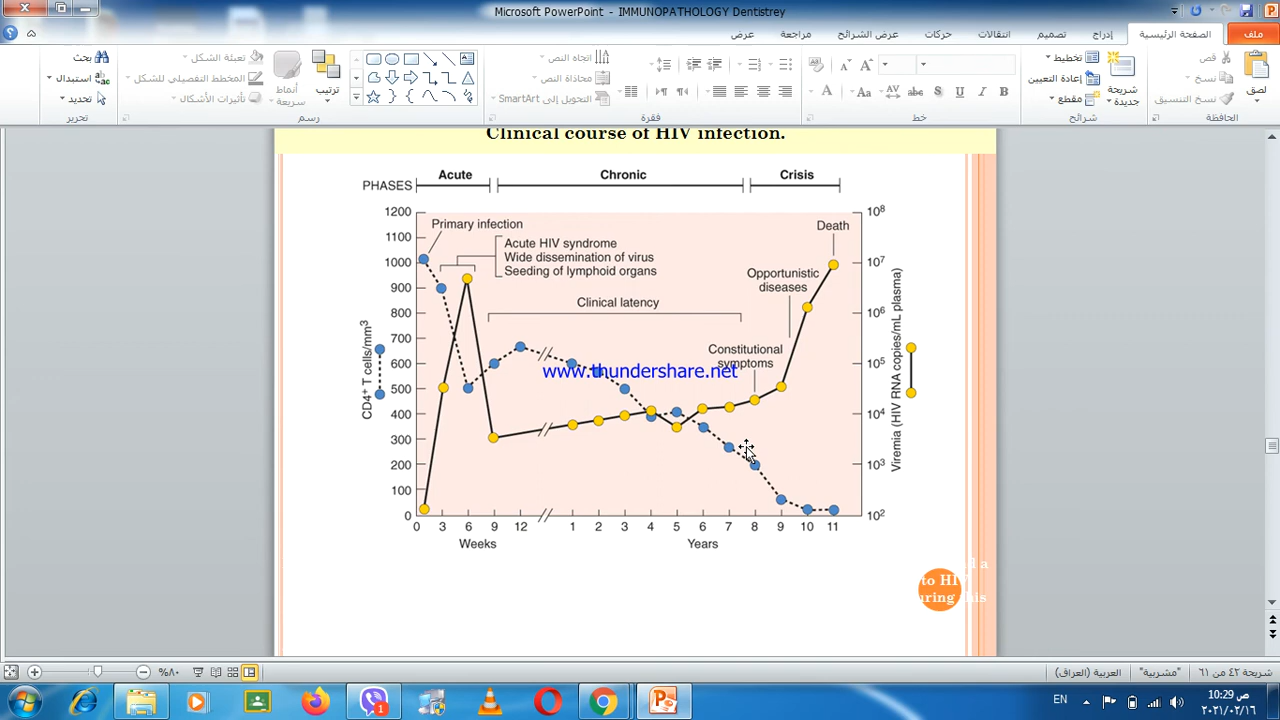 Microsoft PowerPoint - IMMUNOPATHOLOGY Dentistrey
ملف
الصفحة الرئيسية
إدراج
تصميم
انتقالات
حركات
عرض الشرائح
مراجعة
عرض
لصق
قص
نسخ
نسخ التنسيق
الحافظة
شريحة جديدة
تخطيط
إعادة التعيين
مقطع
شرائح
خط
اتجاه النص
محاذاة النص
التحويل إلى SmartArt
فقرة
ترتيب
أنماط سريعة
تعبئة الشكل
المخطط التفصيلي للشكل
تأثيرات الأشكال
رسم
بحث
استبدال
تحديد
تحرير
Clinical course of HIV infection.
PHASES Acute Chronic Crisis
1200
1100
1000
900
800
700
600
500
400
300
200
100
0
CD4+ T cells/mm3
Primary infection
Acute HIV syndrome
Wide dissemination of virus
Seeding of lymphoid organs
Clinical latency
Constitutional
symptoms
Opportunistic
diseases
Death
www.thundershare.net
10^8
10^7
10^6
10^5
10^4
10^3
10^2
Viremia (HIV RNA copies/mL plasma)
0 3 6 9 12 1 2 3 4 5 6 7 8 9 10 11
Weeks Years
to HI
uring this
شريحة ٤٢ من ٦١
"مشربية"
العربية (العراق)
٪٨٠
EN
10:29 ص
٢٠٢١/٠٢/١٦
1